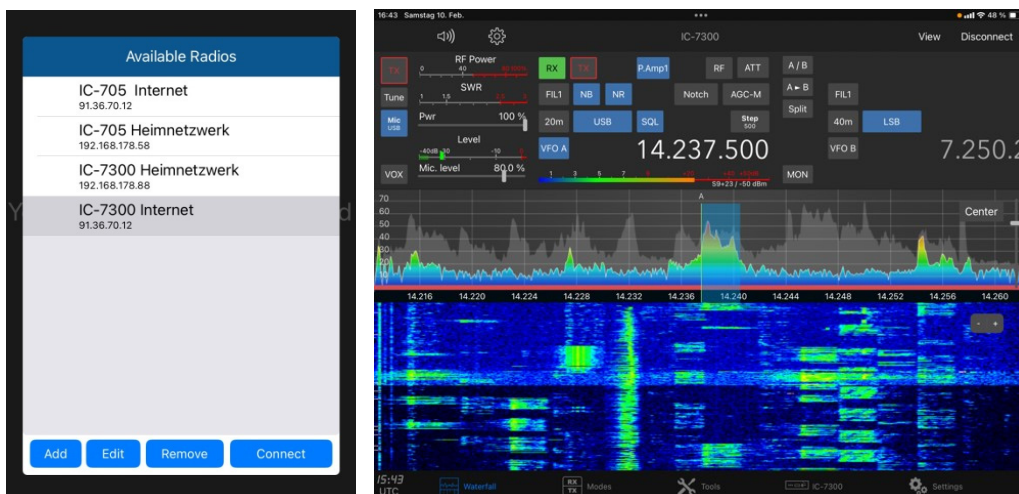 Available Radios
IC-705 Internet
91.36.70.12
IC-705 Heimnetzwerk
192.168.178.58
IC-7300 Heimnetzwerk
192.168.178.88
IC-7300 Internet
91.36.70.12
Add Edit Remove Connect
16:43 Samstag 10. Feb. 48 %
IC-7300 View Disconnect
TX RF Power RX TX P.Amp1 RF ATT A / B
0 40
SWR A ► B
Tune 1 1,5 FIL1 NB NR Notch AGC-M FIL1
Split
Mic USB Pwr 100 % 20m USB SQL Step 500 40m LSB
Level
-40dB -30 -10 VFO A 14.237.500 VFO B 7.250.2
VOX Mic. level 80,0 % 1 3 5 7 9 MON
S9+23 / -50 dBm
A
70
60 Center
50
40
30
20
10
14.216 14.220 14.224 14.228 14.232 14.236 14.240 14.244 14.248 14.252 14.256 14.260
- +
15:43 UTC Waterfall RX TX Modes Tools IC-7300 Settings